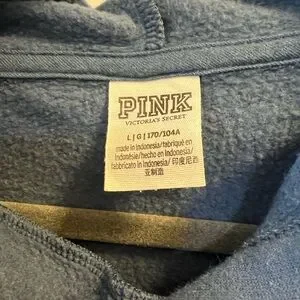 PINK
VICTORIA'S SECRET
L | G | 170/104A
made in Indonesia/fabriqué en
Indonésie/hecho en Indonesia/
fabbricato in Indonesia/ 印度尼西
亚制造